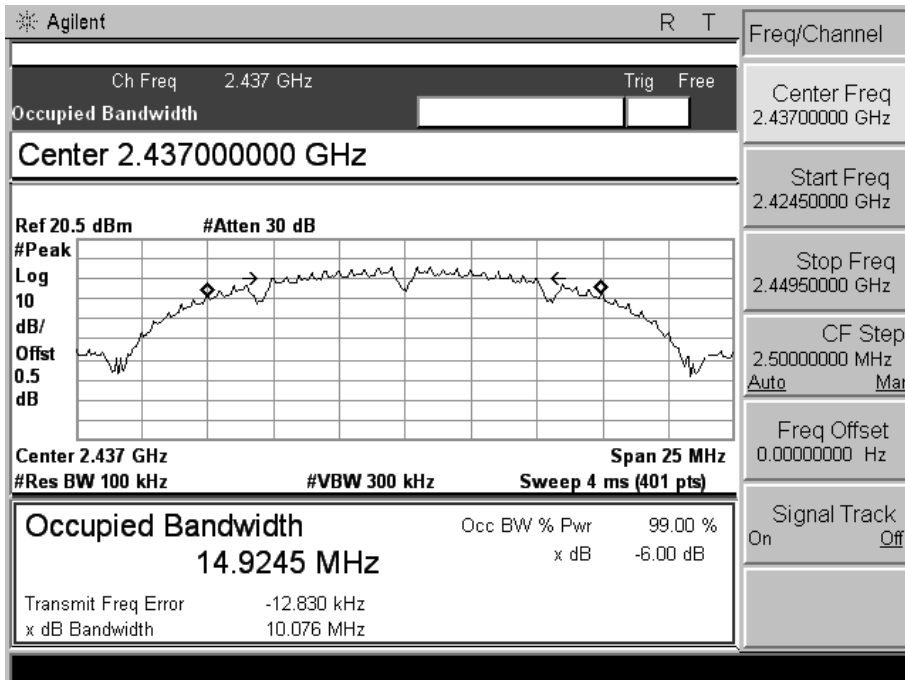 Agilent R T
Ch Freq 2.437 GHz Trig Free
Occupied Bandwidth
Center 2.437000000 GHz
Ref 20.5 dBm #Atten 30 dB
#Peak
Log
10
dB/
Offst
0.5
dB
Center 2.437 GHz Span 25 MHz
#Res BW 100 kHz #VBW 300 kHz Sweep 4 ms (401 pts)
Occupied Bandwidth
14.9245 MHz
Occ BW % Pwr 99.00 %
x dB -6.00 dB
Transmit Freq Error -12.830 kHz
x dB Bandwidth 10.076 MHz
Freq/Channel
Center Freq
2.43700000 GHz
Start Freq
2.42450000 GHz
Stop Freq
2.44950000 GHz
CF Step
2.50000000 MHz
Auto Man
Freq Offset
0.00000000 Hz
Signal Track
On Off